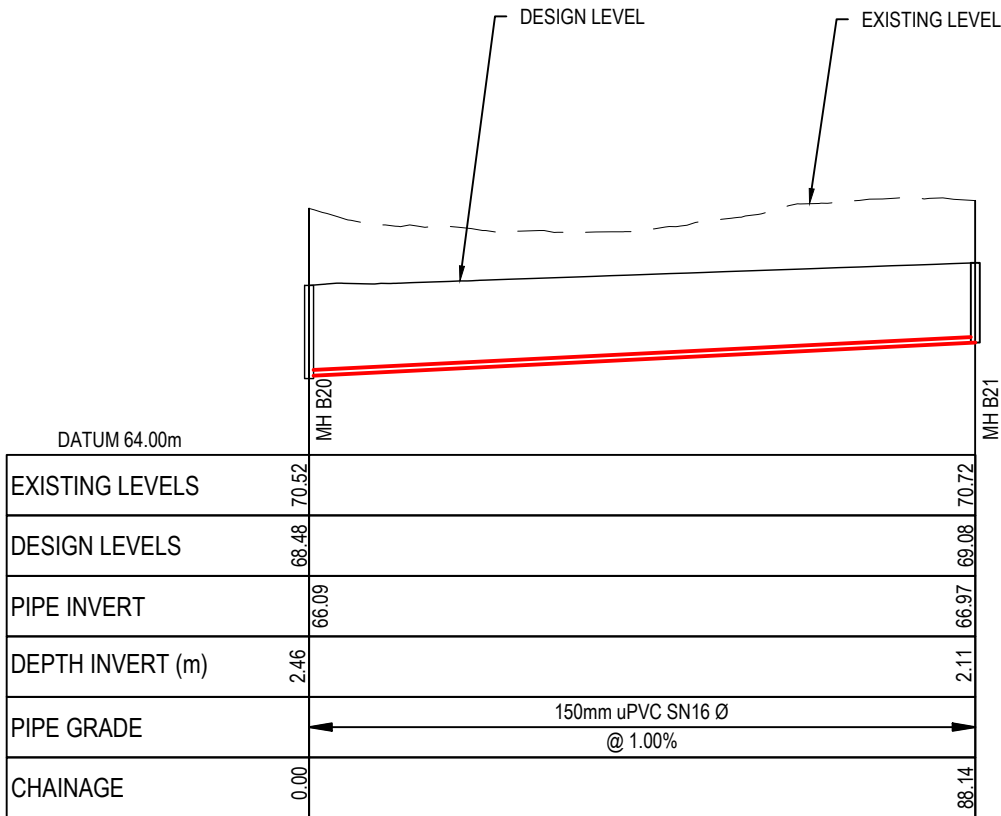 DESIGN LEVEL
EXISTING LEVEL
MH B20
MH B21
DATUM 64.00m
EXISTING LEVELS 70.52 70.72
DESIGN LEVELS 68.48 69.08
PIPE INVERT 66.09 66.97
DEPTH INVERT (m) 2.46 2.11
PIPE GRADE 150mm uPVC SN16 Ø
@ 1.00%
CHAINAGE 0.00 88.14